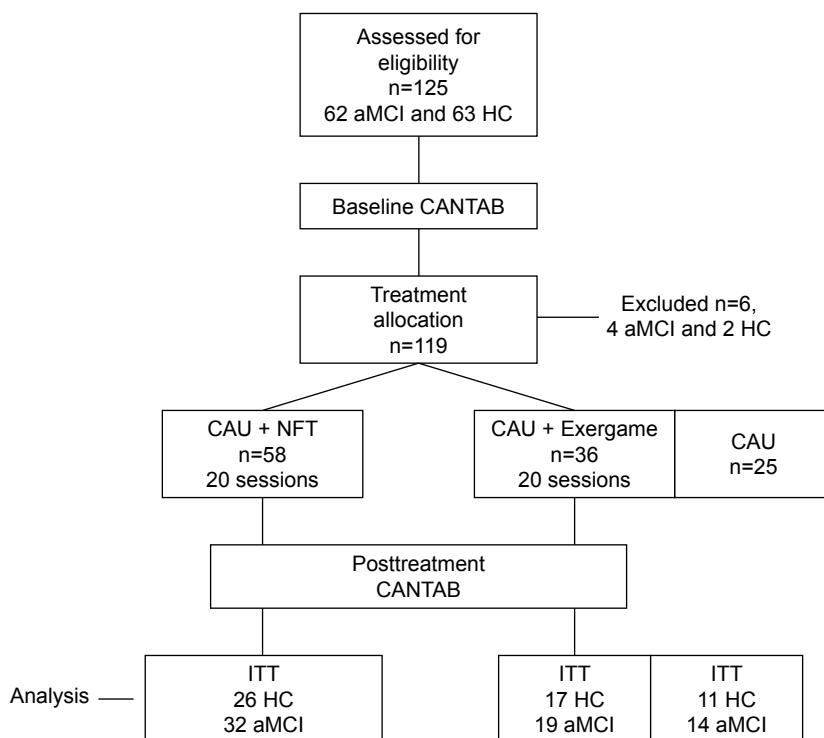 Assessed for
eligibility
n=125
62 aMCI and 63 HC
Baseline CANTAB
Treatment
allocation
n=119
Excluded n=6,
4 aMCI and 2 HC
CAU + NFT
n=58
20 sessions
CAU + Exergame
n=36
20 sessions
CAU
n=25
Posttreatment
CANTAB
Analysis
ITT
26 HC
32 aMCI
ITT
17 HC
19 aMCI
ITT
11 HC
14 aMCI